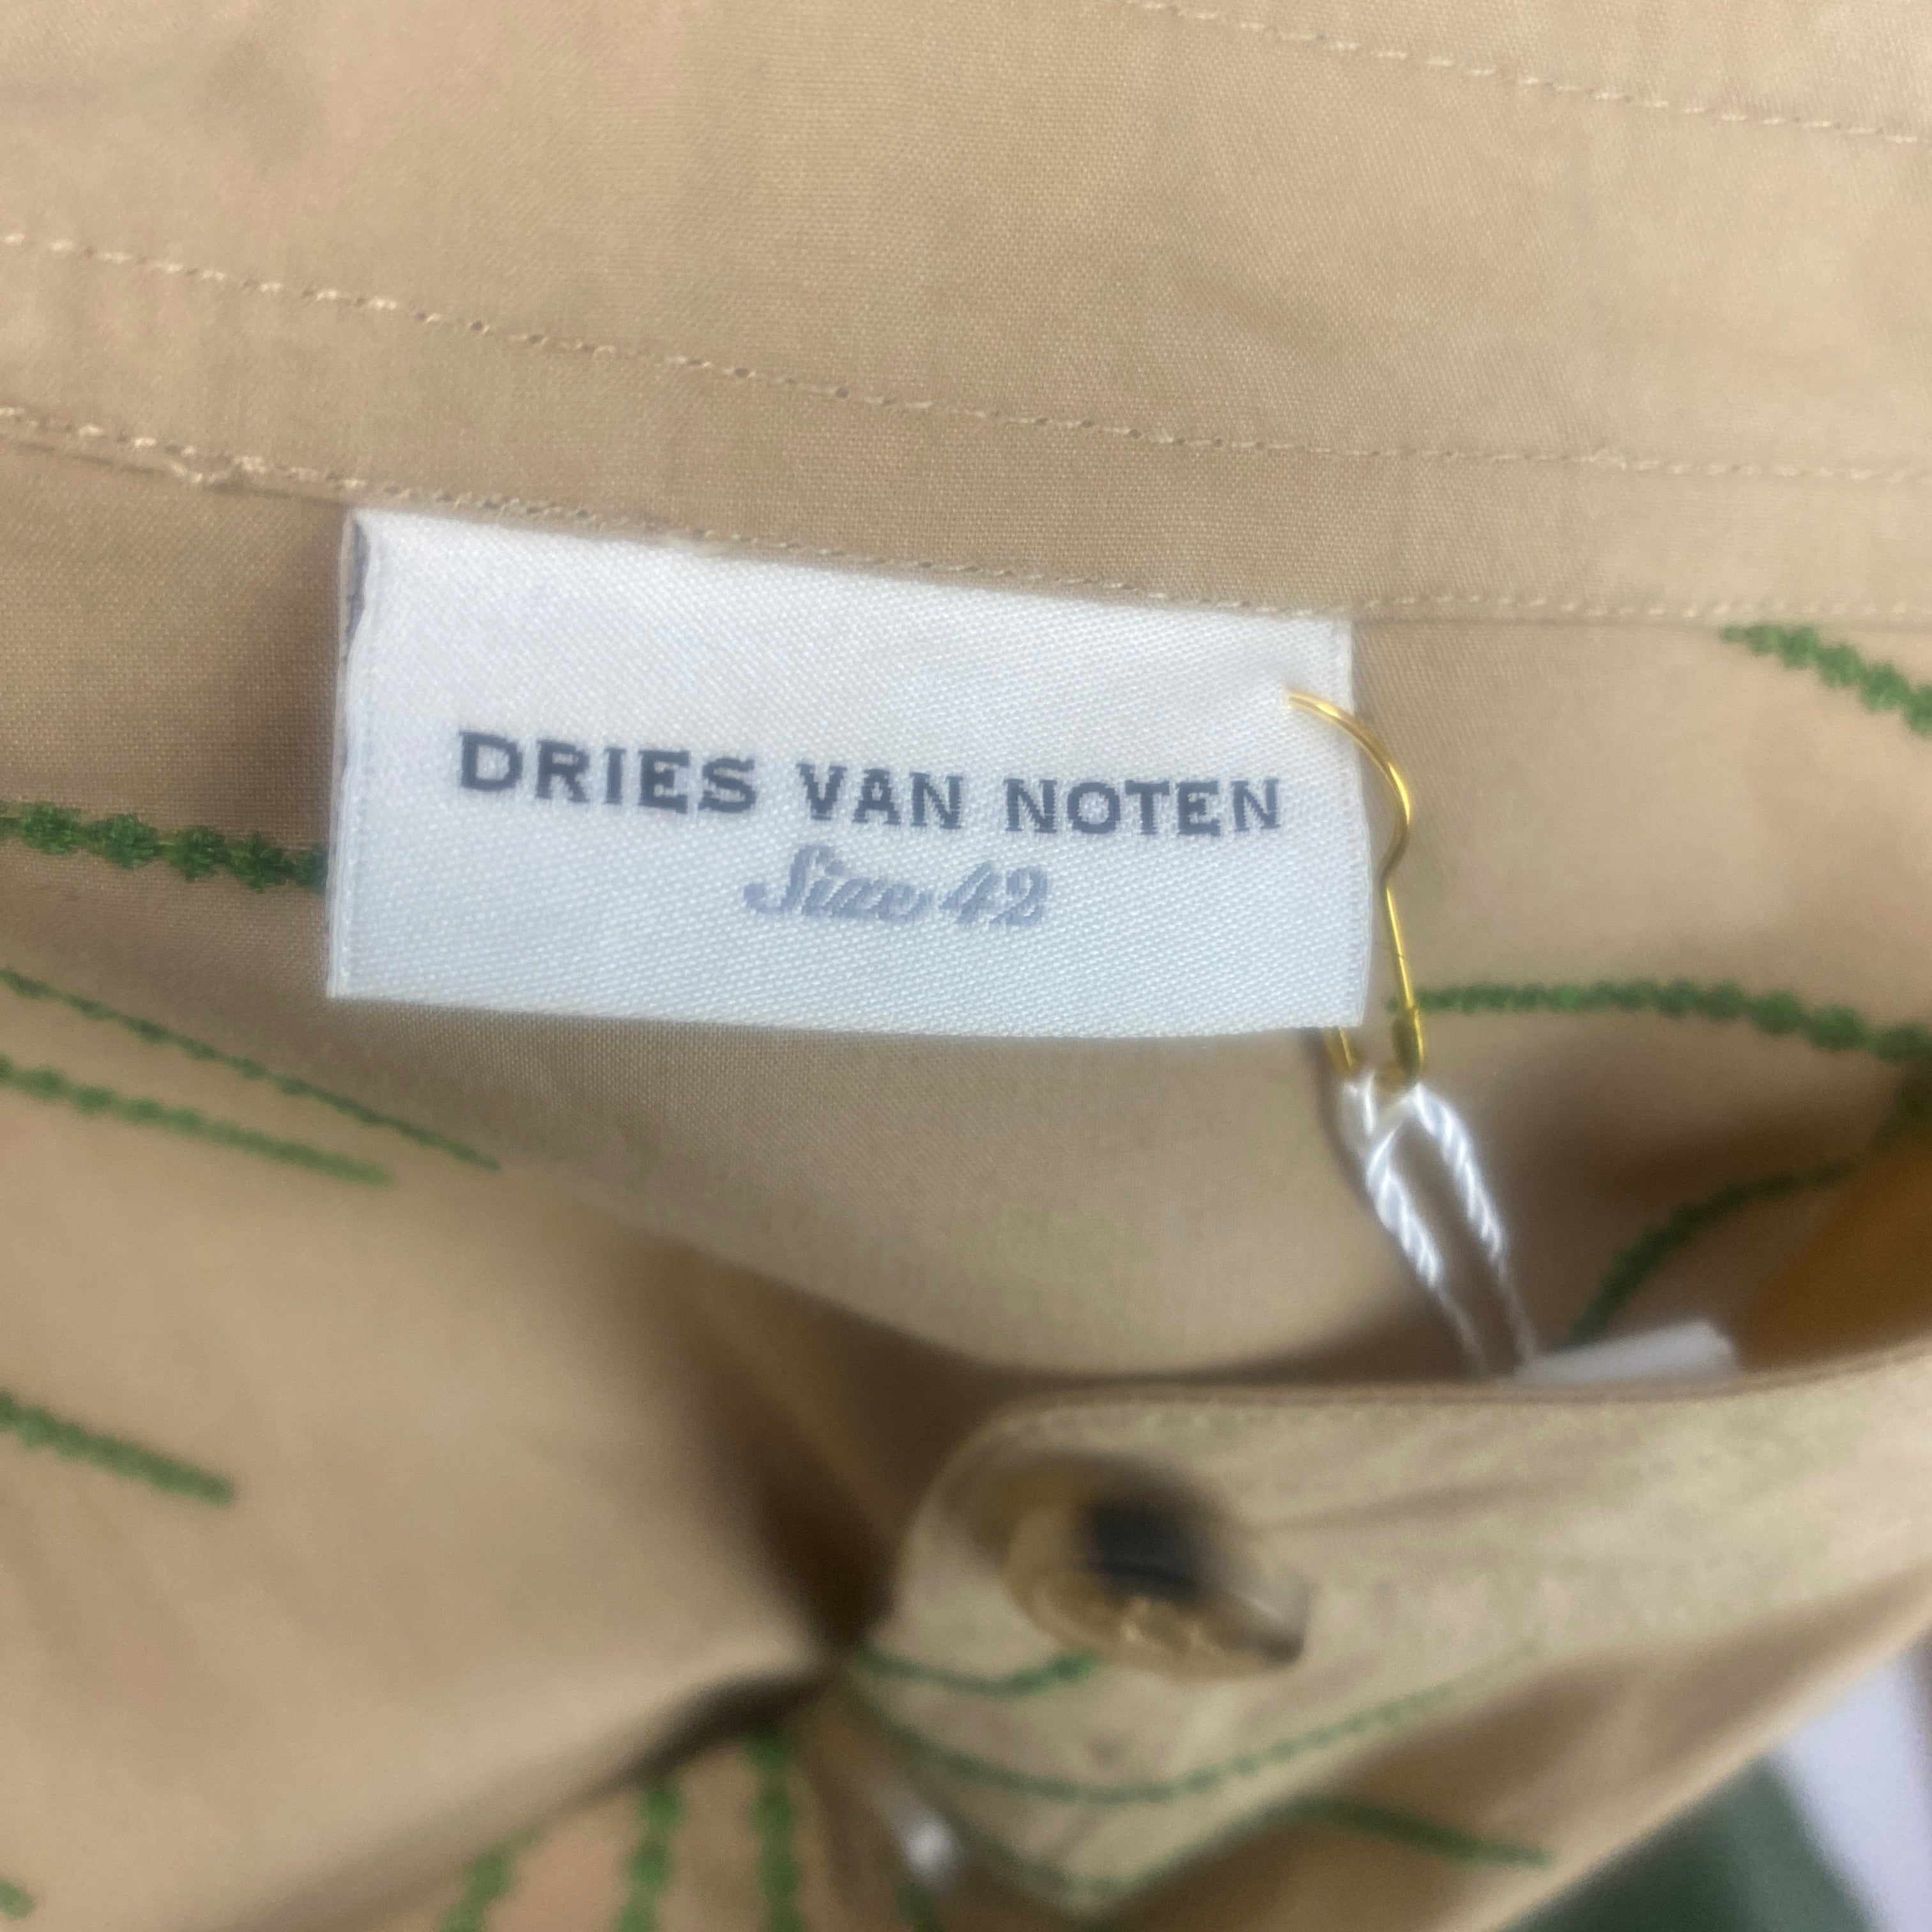 DRIES VAN NOTEN
Size 42